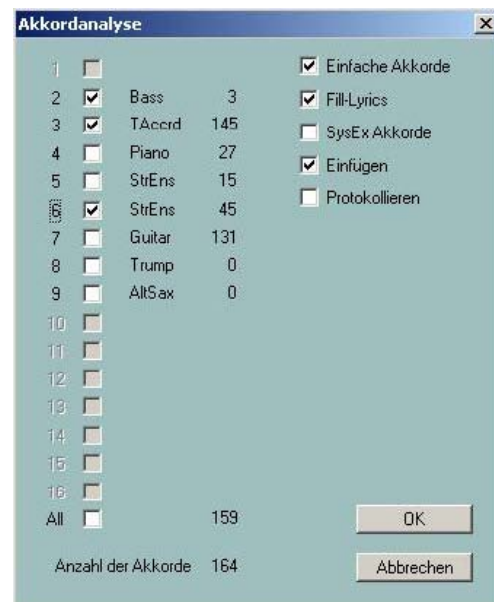 Akkordanalyse
1
2 Bass 3
3 TAccrd 145
4 Piano 27
5 StrEns 15
6 StrEns 45
7 Guitar 131
8 Trump 0
9 AltSax 0
10
11
12
13
14
15
16
All 159
Anzahl der Akkorde 164
Einfache Akkorde
Fill-Lyrics
SysEx Akkorde
Einfügen
Protokollieren
OK
Abbrechen